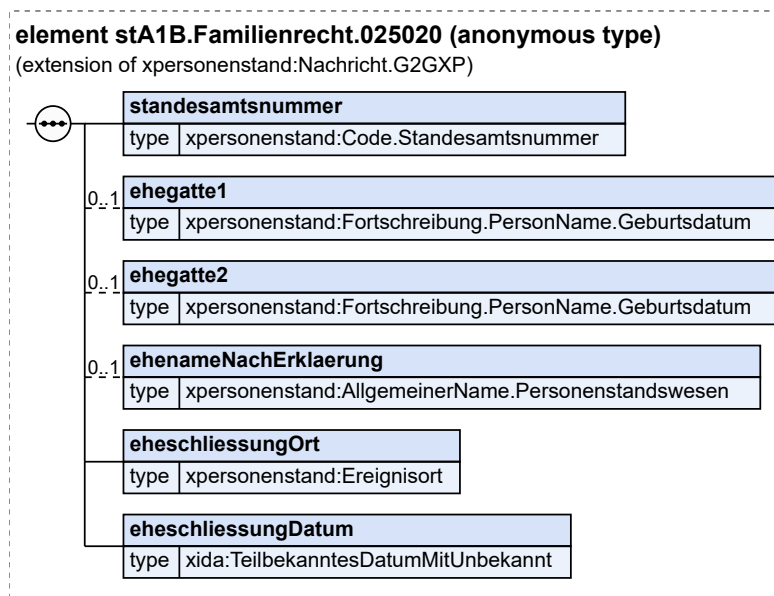 element stA1B.Familienrecht.025020 (anonymous type)
(extension of xpersonenstand:Nachricht.G2GXP)
standesamtsnummer
type xpersonenstand:Code.Standesamtsnummer
0..1 ehegatte1
type xpersonenstand:Fortschreibung.PersonName.Geburtsdatum
0..1 ehegatte2
type xpersonenstand:Fortschreibung.PersonName.Geburtsdatum
0..1 ehenameNachErklaerung
type xpersonenstand:AllgemeinerName.Personenstandswesen
eheschliessungOrt
type xpersonenstand:Ereignisort
eheschliessungDatum
type xida:TeilbekanntesDatumMitUnbekannt